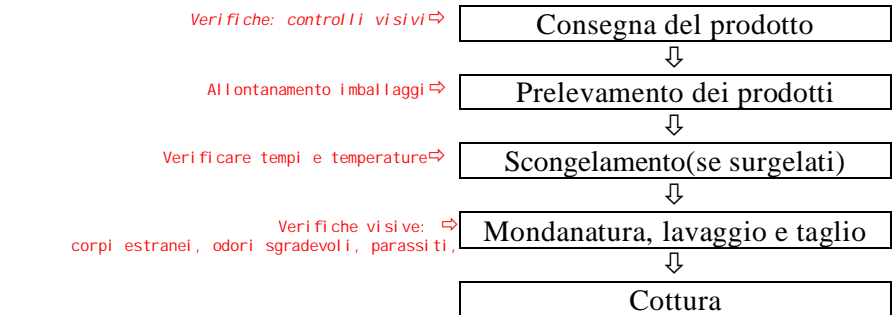 Verifiche: controlli visivi⇨ Consegna del prodotto
⇩
Allontanamento imballaggi⇨ Prelevamento dei prodotti
⇩
Verificare tempi e temperature⇨ Scongelamento(se surgelati)
⇩
Verifiche visive: ⇨
corpi estranei, odori sgradevoli, parassiti,
Mondanatura, lavaggio e taglio
⇩
Cottura